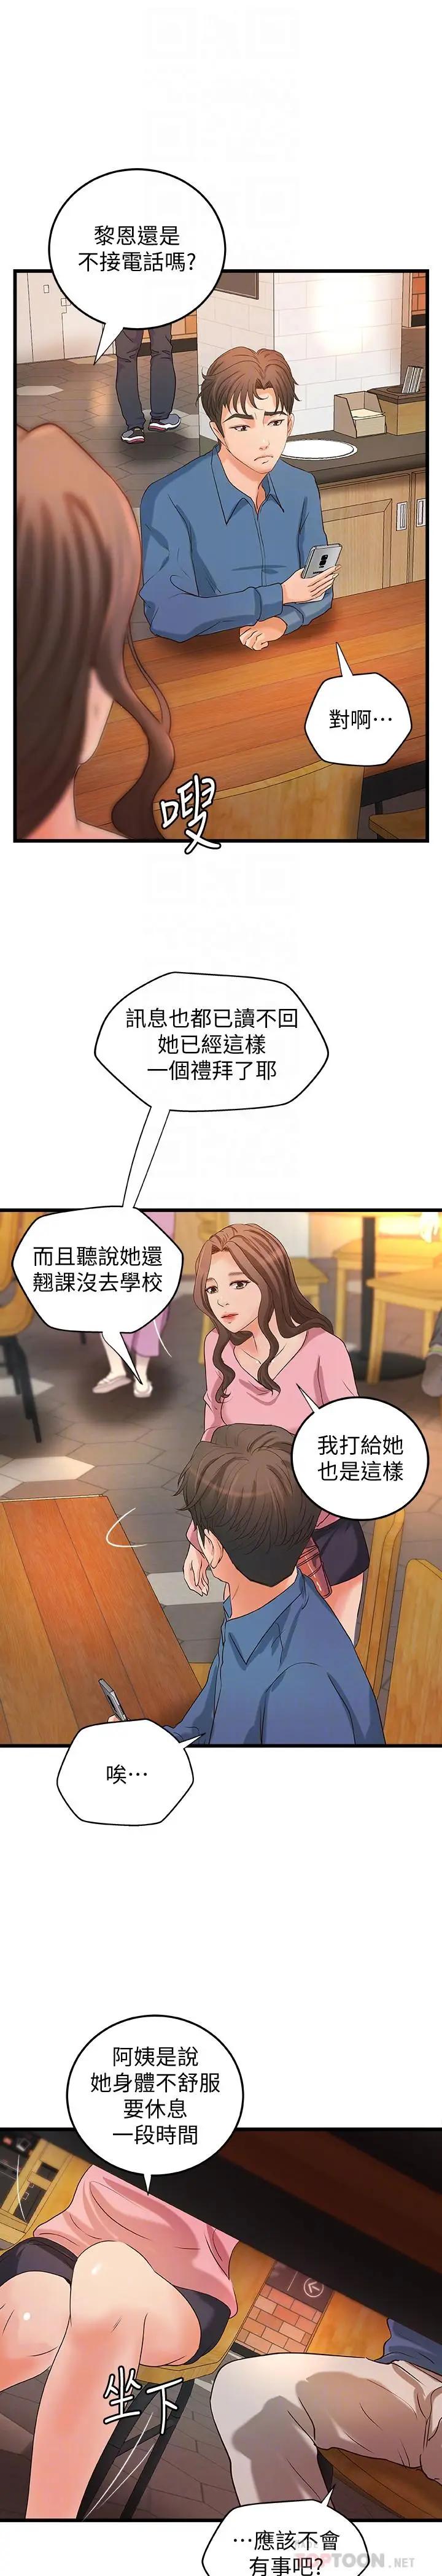 黎恩還是
不接電話嗎?
對啊…
嗖
訊息也都已讀不回
她已經這樣
一個禮拜了耶
而且聽說她還
翹課沒去學校
我打給她
也是這樣
唉…
阿姨是說
她身體不舒服
要休息
一段時間
坐下
…應該不會
有事吧?
TOPTOON.NET